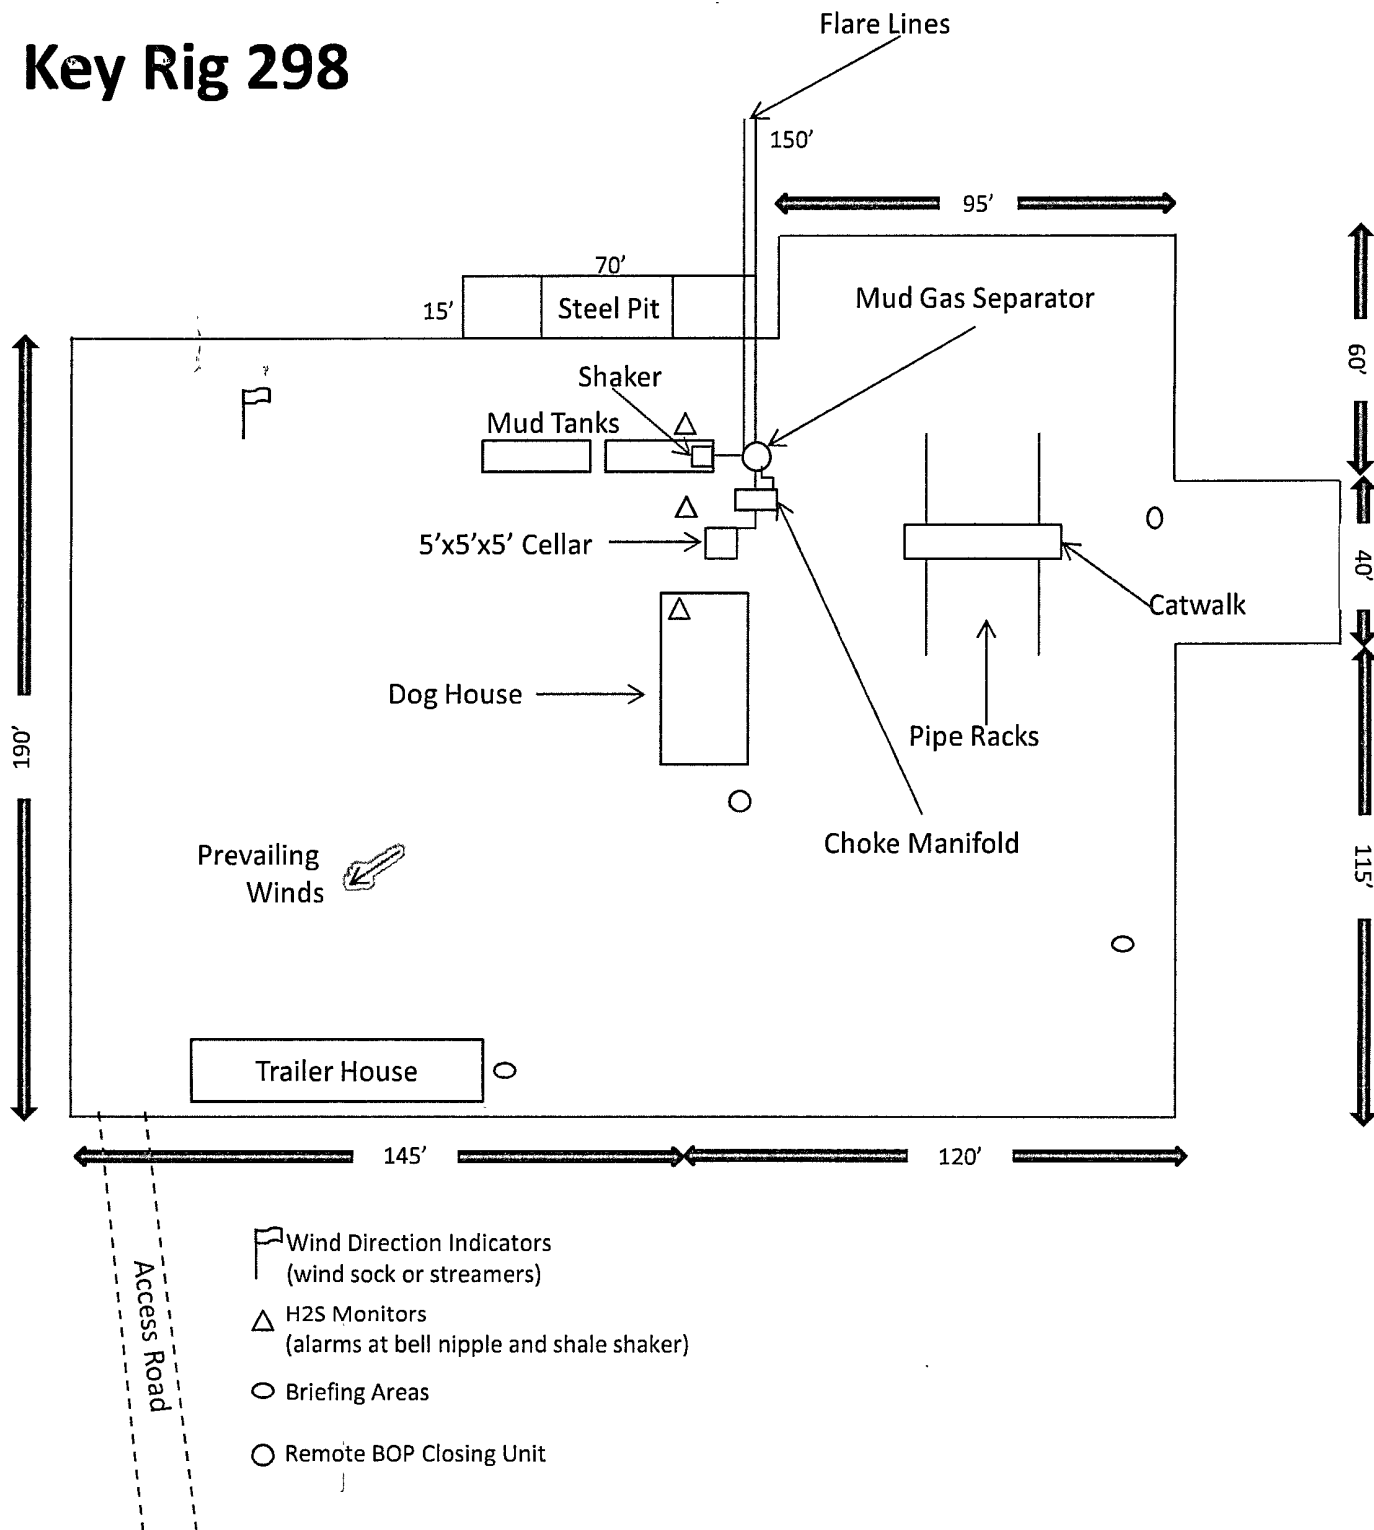 Flare Lines
Key Rig 298
150'
95'
70'
15'
Steel Pit
Mud Gas Separator
60'
Shaker
Mud Tanks
5'x5'x5' Cellar
40'
Catwalk
Dog House
190'
Pipe Racks
Choke Manifold
115'
Prevailing
Winds
Trailer House
145'
120'
Access Road
Wind Direction Indicators
(wind sock or streamers)
H2S Monitors
(alarms at bell nipple and shale shaker)
Briefing Areas
Remote BOP Closing Unit